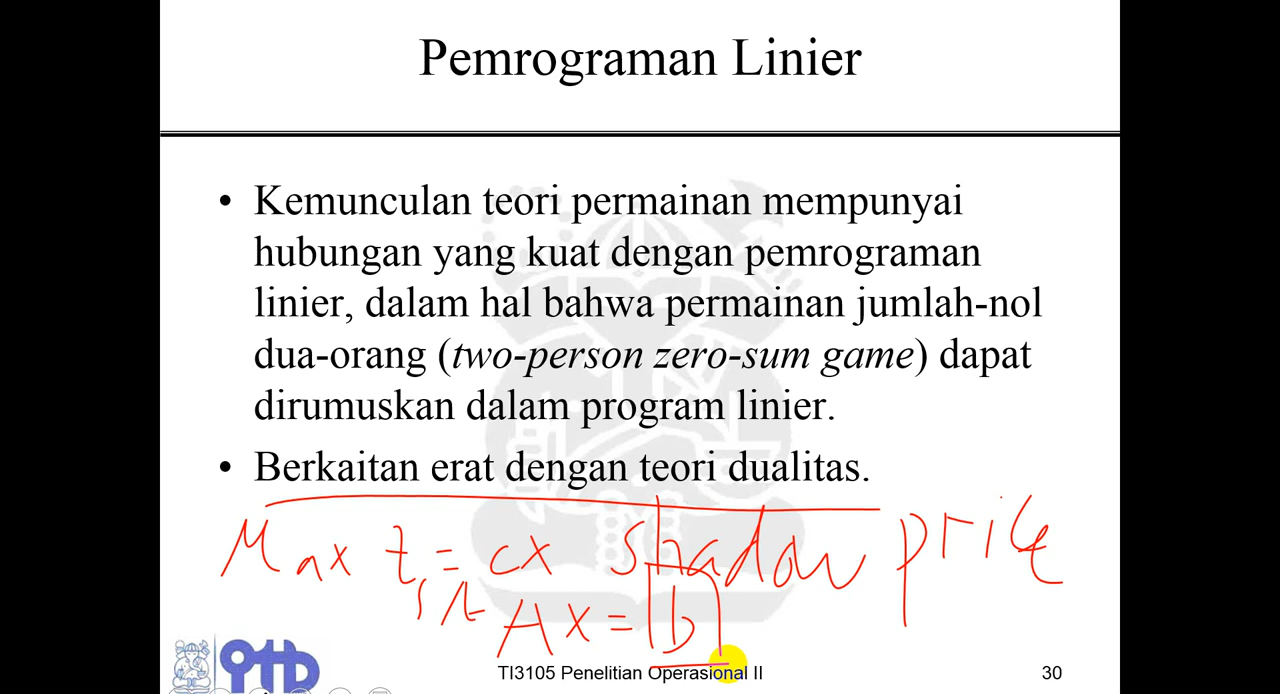 Pemrograman Linier
• Kemunculan teori permainan mempunyai
hubungan yang kuat dengan pemrograman
linier, dalam hal bahwa permainan jumlah-nol
dua-orang (two-person zero-sum game) dapat
dirumuskan dalam program linier.
• Berkaitan erat dengan teori dualitas.
Max z = cx shadow price
s/t Ax = b
itb
TI3105 Penelitian Operasional II
30